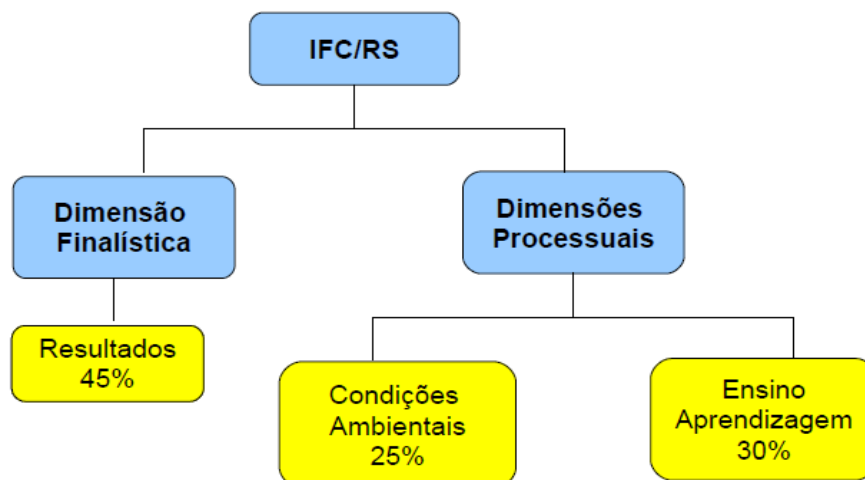 IFC/RS
Dimensão
Finalística
Dimensões
Processuais
Resultados
45%
Condições
Ambientais
25%
Ensino
Aprendizagem
30%